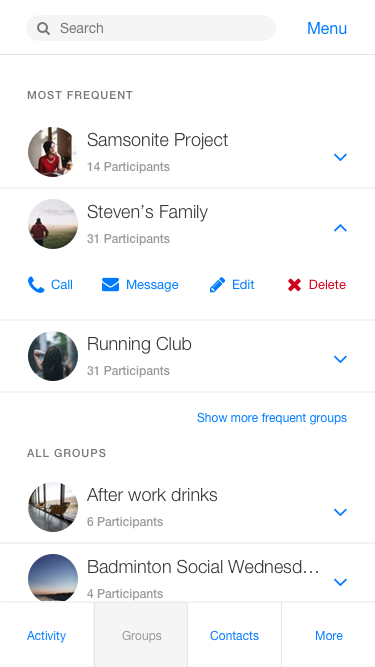 Search
Menu
MOST FREQUENT
Samsonite Project
14 Participants
Steven’s Family
31 Participants
Call Message Edit Delete
Running Club
31 Participants
Show more frequent groups
ALL GROUPS
After work drinks
6 Participants
Badminton Social Wednesd…
4 Participants
Activity Groups Contacts More